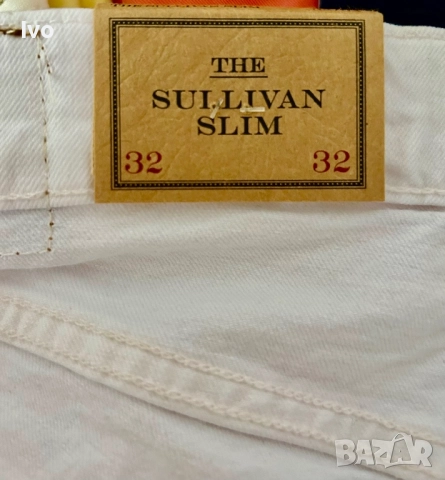 Ivo
THE
SULLIVAN
SLIM
32 32
BAZAR